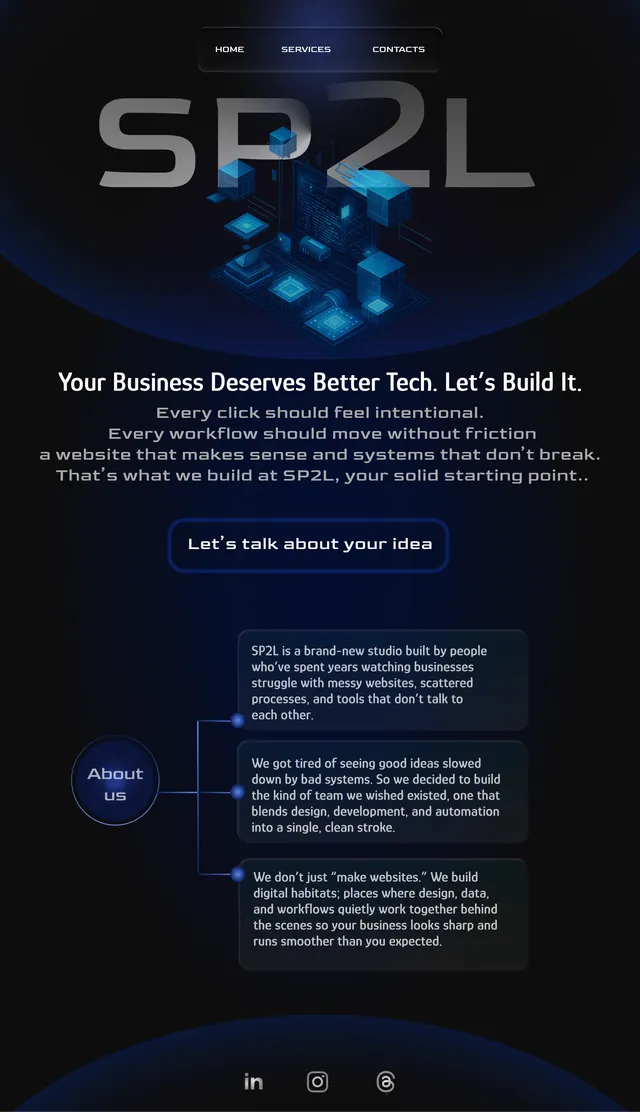 HOME SERVICES CONTACTS
SP2L
Your Business Deserves Better Tech. Let's Build It.
Every click should feel intentional.
Every workflow should move without friction
a website that makes sense and systems that don't break.
That's what we build at SP2L, your solid starting point..
Let's talk about your idea
About
us
SP2L is a brand-new studio built by people
who've spent years watching businesses
struggle with messy websites, scattered
processes, and tools that don't talk to
each other.
We got tired of seeing good ideas slowed
down by bad systems. So we decided to build
the kind of team we wished existed, one that
blends design, development, and automation
into a single, clean stroke.
We don't just "make websites." We build
digital habitats; places where design, data,
and workflows quietly work together behind
the scenes so your business looks sharp and
runs smoother than you expected.
in